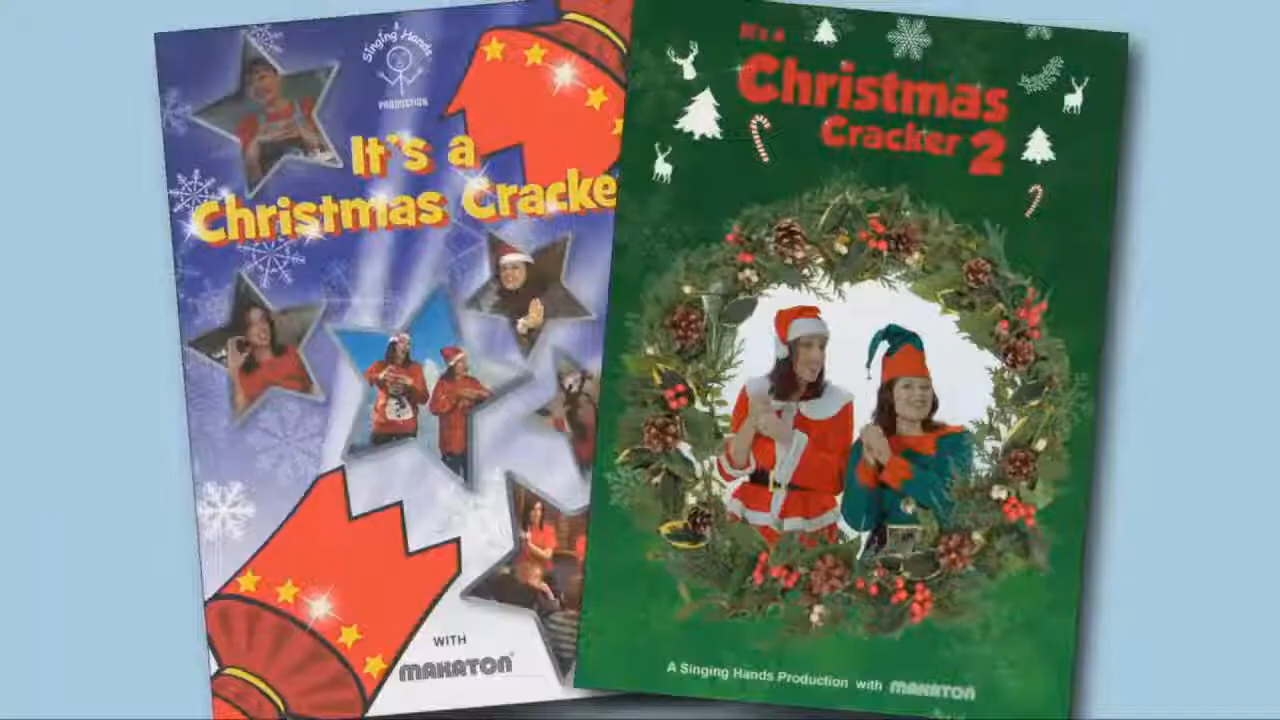 Singing Hands
PRODUCTION
It's a
Christmas Cracke
WITH
MAKATON
It's a
Christmas
Cracker 2
A Singing Hands Production with MAKATON